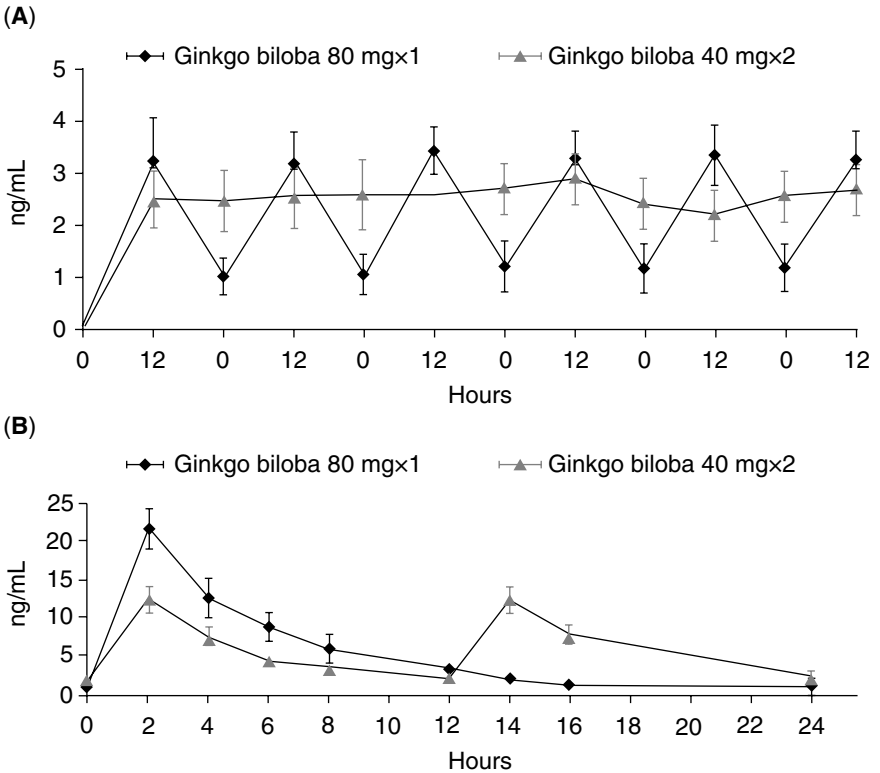 (A)
Ginkgo biloba 80 mg×1 Ginkgo biloba 40 mg×2
5
4
3
2
1
0
ng/mL
0 12 0 12 0 12 0 12 0 12 0 12
Hours
(B)
Ginkgo biloba 80 mg×1 Ginkgo biloba 40 mg×2
25
20
15
10
5
0
ng/mL
0 2 4 6 8 10 12 14 16 18 20 22 24
Hours